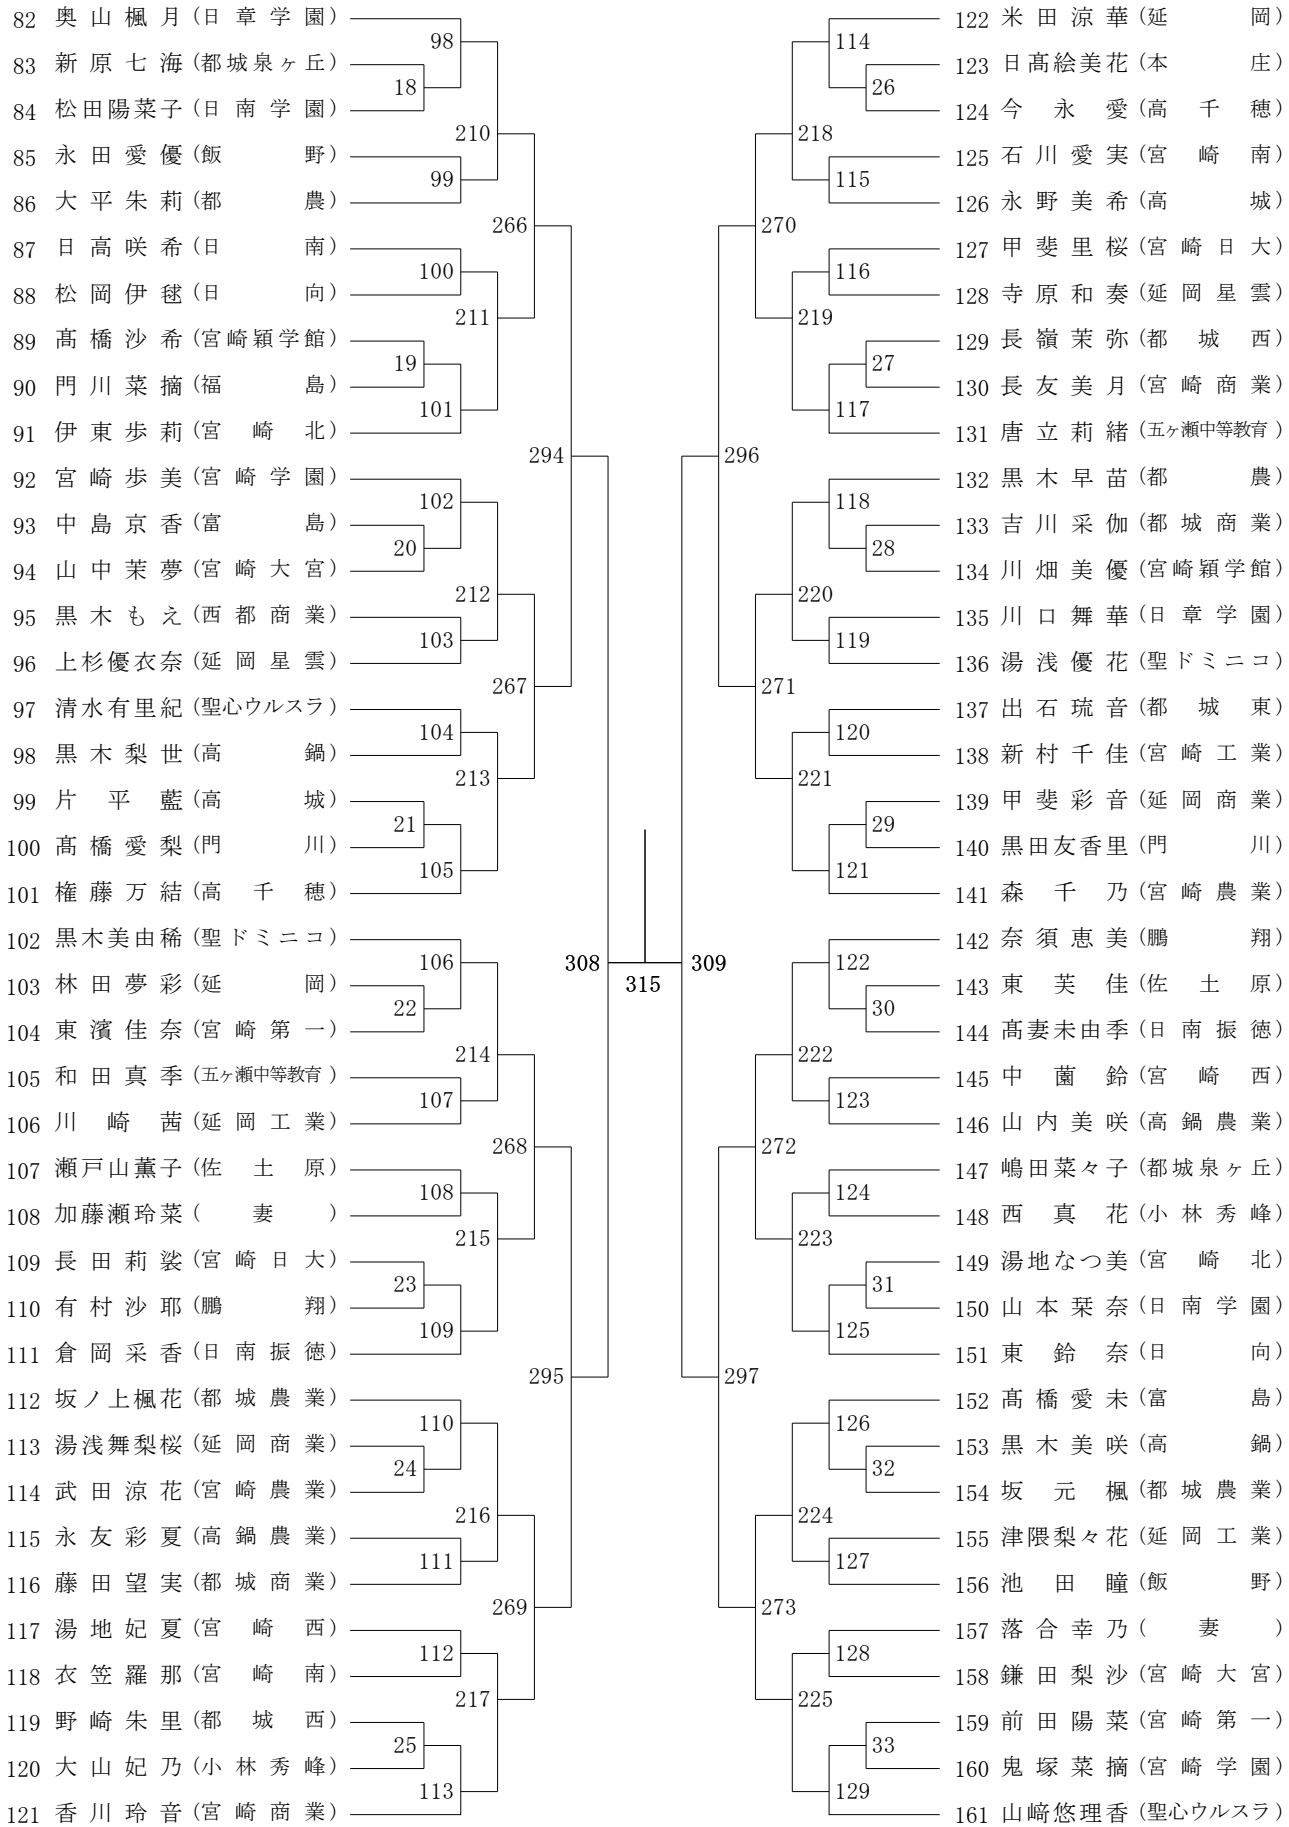 82 奥山楓月(日章学園)
83 新原七海(都城泉ヶ丘)
84 松田陽菜子(日南学園)
85 永田愛優(飯野)
86 大平朱莉(都農)
87 日高咲希(日南)
88 松岡伊毬(日向)
89 髙橋沙希(宮崎穎学館)
90 門川菜摘(福島)
91 伊東歩莉(宮崎北)
92 宮崎歩美(宮崎学園)
93 中島京香(富島)
94 山中茉夢(宮崎大宮)
95 黒木もえ(西都商業)
96 上杉優衣奈(延岡星雲)
97 清水有里紀(聖心ウルスラ)
98 黒木梨世(高鍋)
99 片平藍(高城)
100 髙橋愛梨(門川)
101 権藤万結(高千穂)
102 黒木美由稀(聖ドミニコ)
103 林田夢彩(延岡)
104 東濱佳奈(宮崎第一)
105 和田真季(五ヶ瀬中等教育)
106 川崎茜(延岡工業)
107 瀬戸山薫子(佐土原)
108 加藤瀬玲菜(妻)
109 長田莉裟(宮崎日大)
110 有村沙耶(鵬翔)
111 倉岡采香(日南振徳)
112 坂ノ上楓花(都城農業)
113 湯浅舞梨桜(延岡商業)
114 武田涼花(宮崎農業)
115 永友彩夏(高鍋農業)
116 藤田望実(都城商業)
117 湯地妃夏(宮崎西)
118 衣笠羅那(宮崎南)
119 野崎朱里(都城西)
120 大山妃乃(小林秀峰)
121 香川玲音(宮崎商業)
98
18
210
99
266
100
211
19
101
294
102
20
212
103
267
104
213
21
105
308
106
22
214
107
268
108
215
23
109
295
110
24
216
111
269
112
217
25
113
315
309
114
26
218
115
270
116
219
27
117
296
118
28
220
119
271
120
221
29
121
122
30
222
123
272
124
223
31
125
297
126
32
224
127
273
128
225
33
129
122 米田涼華(延岡)
123 日髙絵美花(本庄)
124 今永愛(高千穂)
125 石川愛実(宮崎南)
126 永野美希(高城)
127 甲斐里桜(宮崎日大)
128 寺原和奏(延岡星雲)
129 長嶺茉弥(都城西)
130 長友美月(宮崎商業)
131 唐立莉緒(五ヶ瀬中等教育)
132 黒木早苗(都農)
133 吉川采伽(都城商業)
134 川畑美優(宮崎穎学館)
135 川口舞華(日章学園)
136 湯浅優花(聖ドミニコ)
137 出石琉音(都城東)
138 新村千佳(宮崎工業)
139 甲斐彩音(延岡商業)
140 黒田友香里(門川)
141 森千乃(宮崎農業)
142 奈須恵美(鵬翔)
143 東芙佳(佐土原)
144 髙妻未由季(日南振徳)
145 中薗鈴(宮崎西)
146 山内美咲(高鍋農業)
147 嶋田菜々子(都城泉ヶ丘)
148 西真花(小林秀峰)
149 湯地なつ美(宮崎北)
150 山本栞奈(日南学園)
151 東鈴奈(日向)
152 髙橋愛未(富島)
153 黒木美咲(高鍋)
154 坂元楓(都城農業)
155 津隈梨々花(延岡工業)
156 池田瞳(飯野)
157 落合幸乃(妻)
158 鎌田梨沙(宮崎大宮)
159 前田陽菜(宮崎第一)
160 鬼塚菜摘(宮崎学園)
161 山﨑悠理香(聖心ウルスラ)